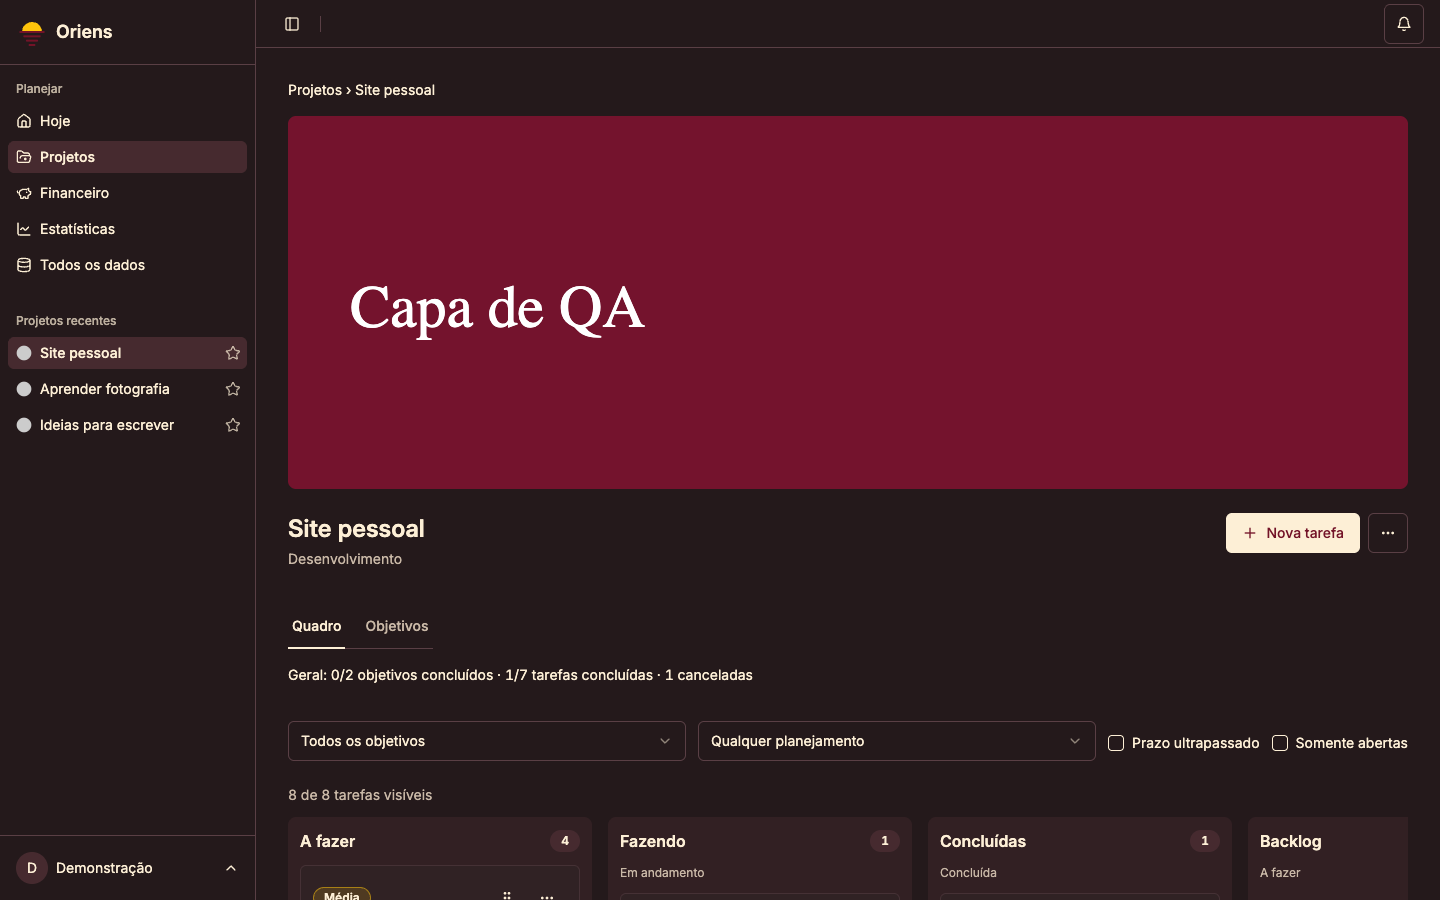 Oriens
Planejar
Hoje
Projetos
Financeiro
Estatísticas
Todos os dados
Projetos recentes
Site pessoal
Aprender fotografia
Ideias para escrever
D Demonstração
Projetos › Site pessoal
Capa de QA
Site pessoal
Desenvolvimento
+ Nova tarefa
Quadro Objetivos
Geral: 0/2 objetivos concluídos · 1/7 tarefas concluídas · 1 canceladas
Todos os objetivos Qualquer planejamento Prazo ultrapassado Somente abertas
8 de 8 tarefas visíveis
A fazer 4
Média
Fazendo 1
Em andamento
Concluídas 1
Concluída
Backlog
A fazer